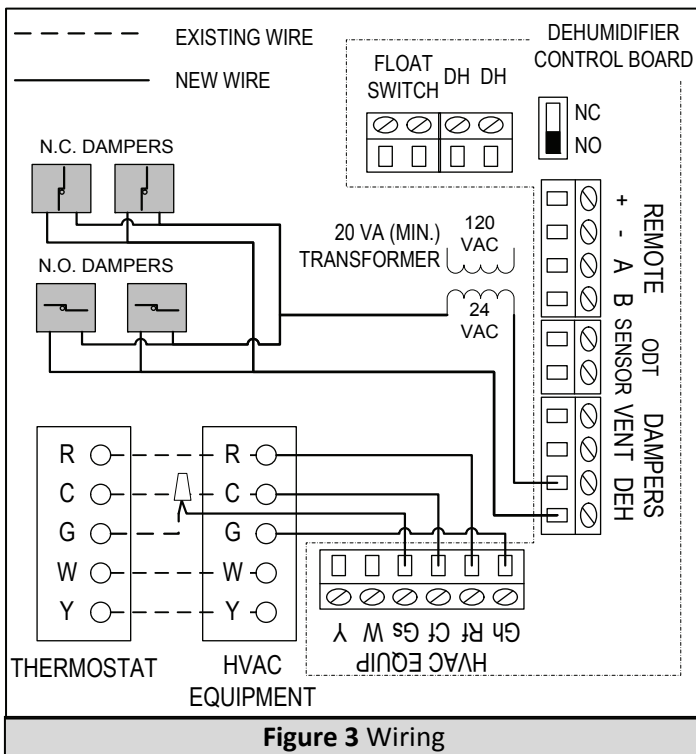 EXISTING WIRE
NEW WIRE
DEHUMIDIFIER
CONTROL BOARD
FLOAT
SWITCH
DH DH
NC
NO
N.C. DAMPERS
20 VA (MIN.)
TRANSFORMER
120
VAC
24
VAC
N.O. DAMPERS
+ - A B
REMOTE
ODT
SENSOR
VENT DEH
DAMPERS
R
C
G
W
Y
THERMOSTAT
R
C
G
W
Y
HVAC
EQUIPMENT
Y W Gs Cf Rf Gh
HVAC EQUIP
Figure 3 Wiring